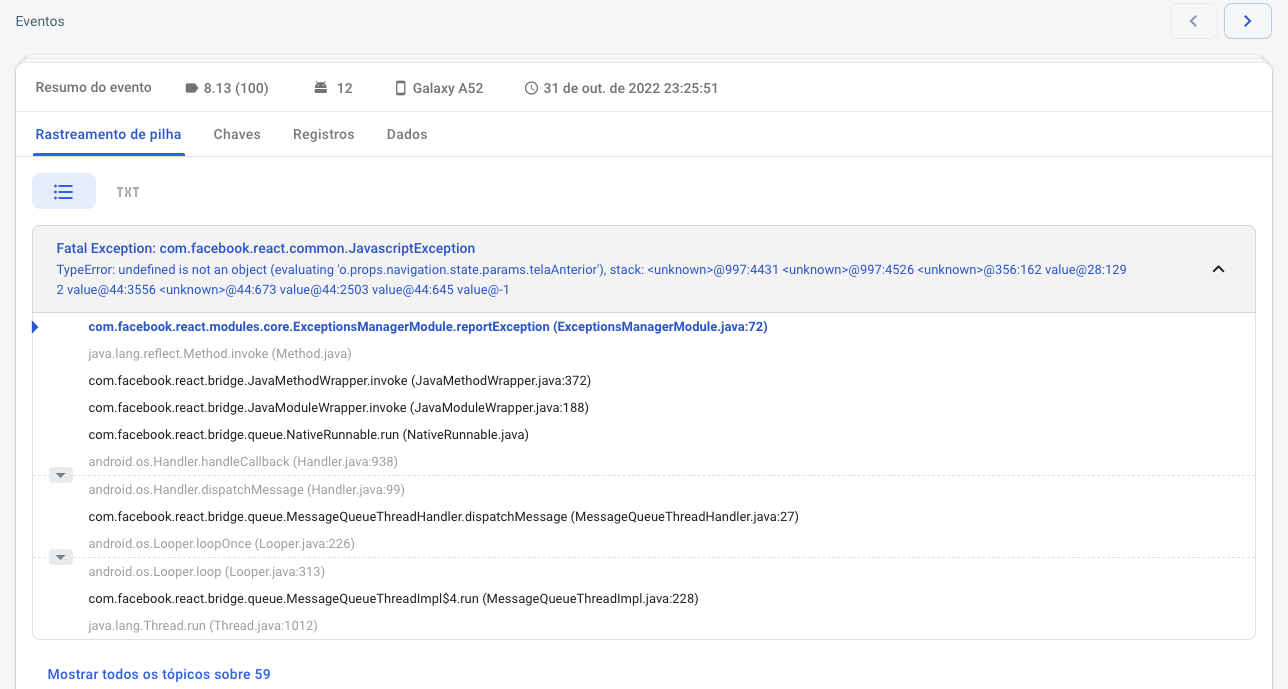 Eventos
Resumo do evento 8.13 (100) 12 Galaxy A52 31 de out. de 2022 23:25:51
Rastreamento de pilha Chaves Registros Dados
TXT
Fatal Exception: com.facebook.react.common.JavascriptException
TypeError: undefined is not an object (evaluating 'o.props.navigation.state.params.telaAnterior'), stack: <unknown>@997:4431 <unknown>@997:4526 <unknown>@356:162 value@28:129
2 value@44:3556 <unknown>@44:673 value@44:2503 value@44:645 value@-1
com.facebook.react.modules.core.ExceptionsManagerModule.reportException (ExceptionsManagerModule.java:72)
java.lang.reflect.Method.invoke (Method.java)
com.facebook.react.bridge.JavaMethodWrapper.invoke (JavaMethodWrapper.java:372)
com.facebook.react.bridge.JavaModuleWrapper.invoke (JavaModuleWrapper.java:188)
com.facebook.react.bridge.queue.NativeRunnable.run (NativeRunnable.java)
android.os.Handler.handleCallback (Handler.java:938)
android.os.Handler.dispatchMessage (Handler.java:99)
com.facebook.react.bridge.queue.MessageQueueThreadHandler.dispatchMessage (MessageQueueThreadHandler.java:27)
android.os.Looper.loopOnce (Looper.java:226)
android.os.Looper.loop (Looper.java:313)
com.facebook.react.bridge.queue.MessageQueueThreadImpl$4.run (MessageQueueThreadImpl.java:228)
java.lang.Thread.run (Thread.java:1012)
Mostrar todos os tópicos sobre 59